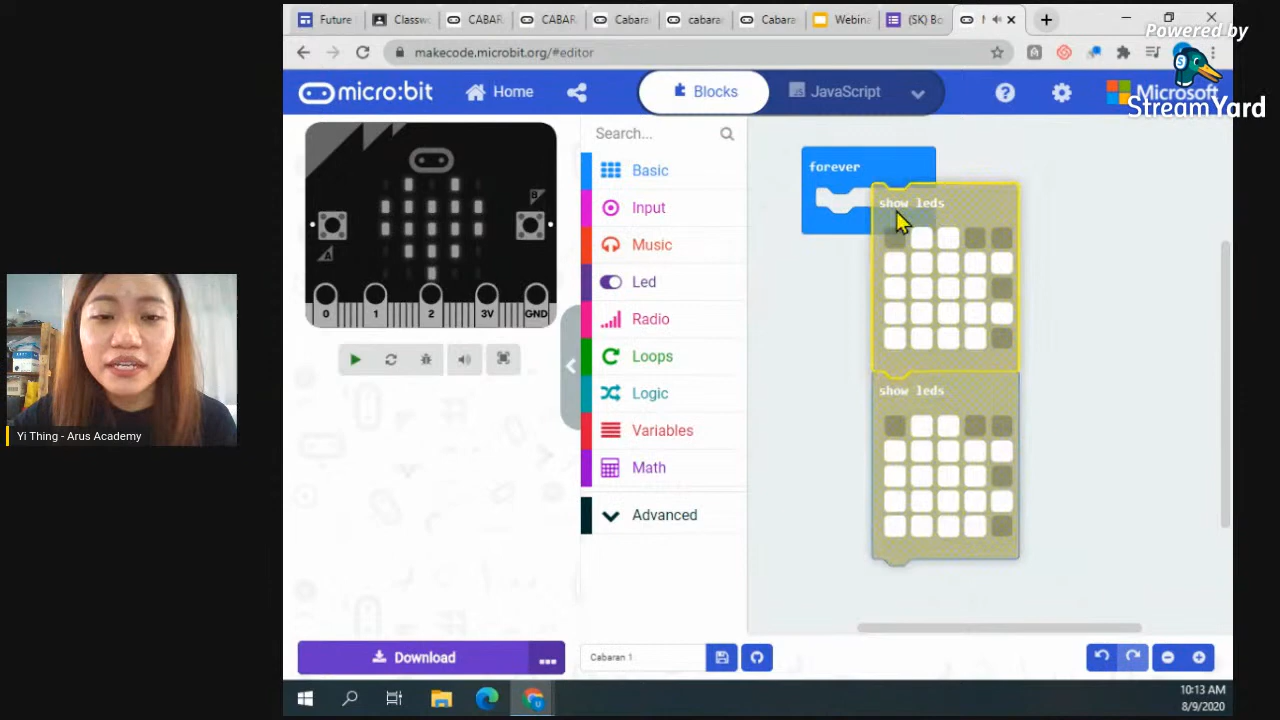 Future
Classw
CABAR
CABAR
Cabara
cabara
Cabara
Webina
(SK) Bo
Powered by
StreamYard
makecode.microbit.org/#editor
micro:bit
Home
Blocks
JavaScript
Microsoft
Search...
Basic
Input
Music
Led
Radio
Loops
Logic
Variables
Math
Advanced
forever
show leds
show leds
A
B
0
1
2
3V
GND
Yi Thing - Arus Academy
Download
Cabaran 1
10:13 AM
8/9/2020